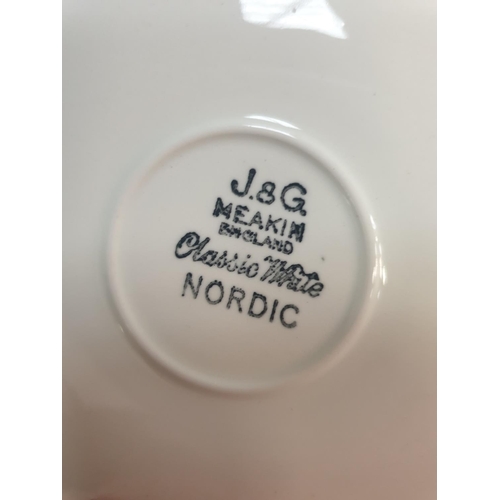 J.&G.
MEAKIN
ENGLAND
Classic White
NORDIC